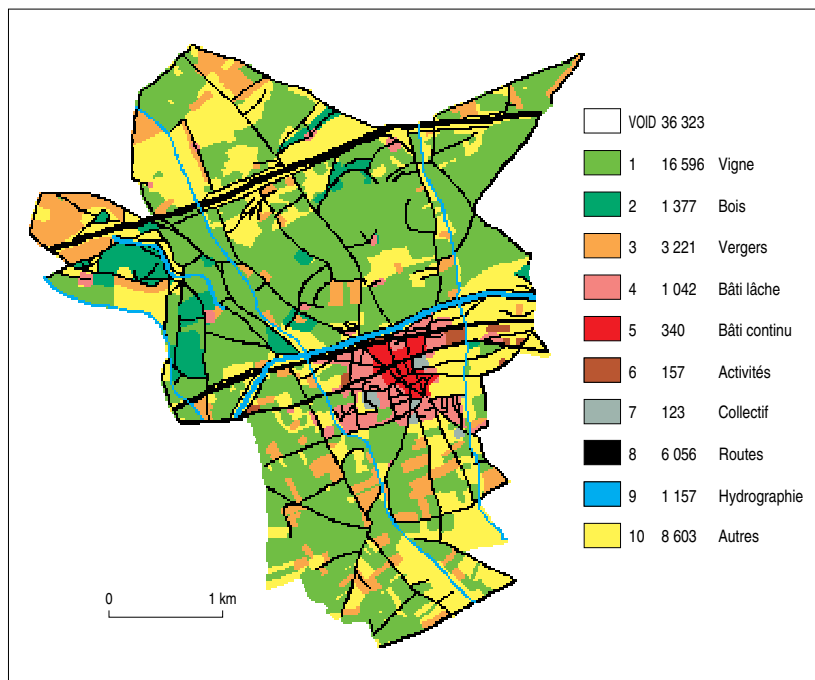 VOID 36 323
1 16 596 Vigne
2 1 377 Bois
3 3 221 Vergers
4 1 042 Bâti lâche
5 340 Bâti continu
6 157 Activités
7 123 Collectif
8 6 056 Routes
9 1 157 Hydrographie
10 8 603 Autres
0 1 km